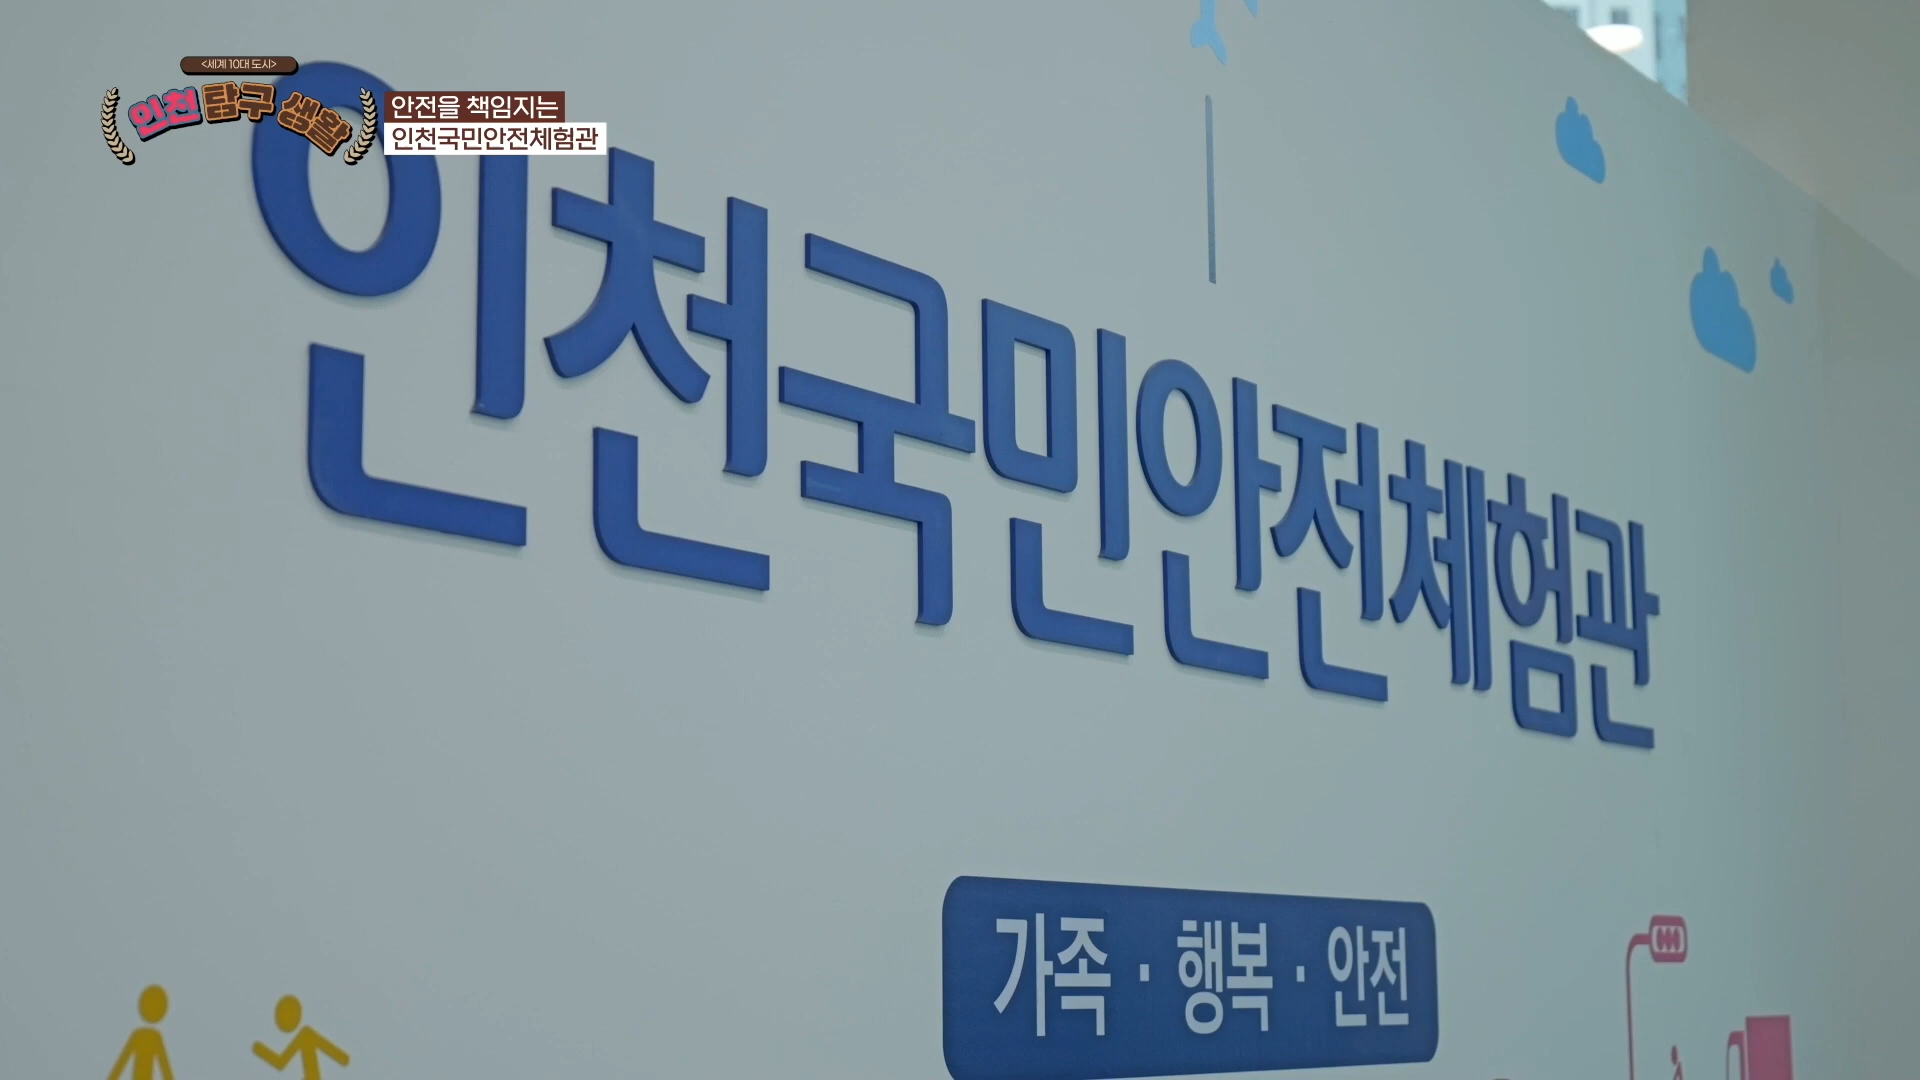 <세계 10대 도시>
인천 탐구 생활
안전을 책임지는
인천국민안전체험관
인천국민안전체험관
가족 · 행복 · 안전